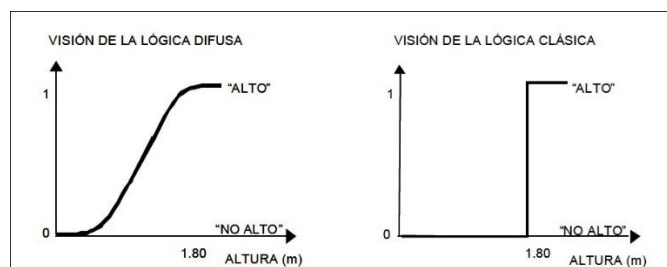 VISIÓN DE LA LÓGICA DIFUSA
1
"ALTO"
0
"NO ALTO"
1.80
ALTURA (m)
VISIÓN DE LA LÓGICA CLÁSICA
1
"ALTO"
0
"NO ALTO"
1.80
ALTURA (m)